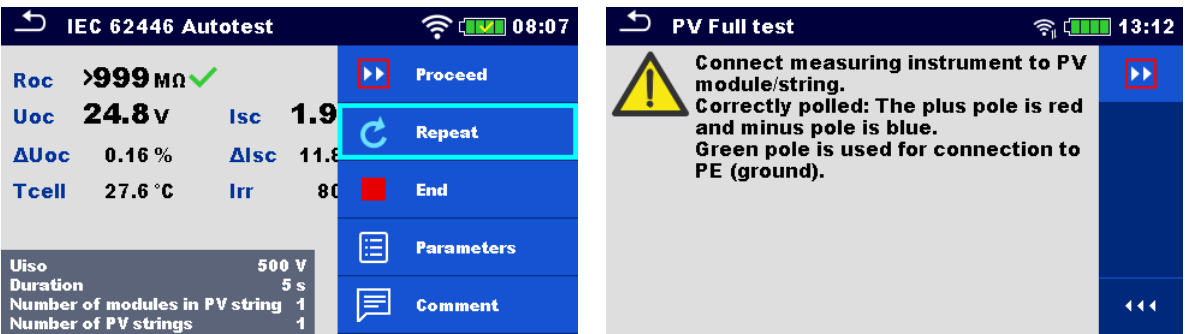 IEC 62446 Autotest 08:07
Roc >999 MΩ
Uoc 24.8 V Isc 1.9
ΔUoc 0.16 % ΔIsc 11.8
Tcell 27.6 °C Irr 80
Uiso 500 V
Duration 5 s
Number of modules in PV string 1
Number of PV strings 1
Proceed
Repeat
End
Parameters
Comment
PV Full test 13:12
Connect measuring instrument to PV
module/string.
Correctly polled: The plus pole is red
and minus pole is blue.
Green pole is used for connection to
PE (ground).